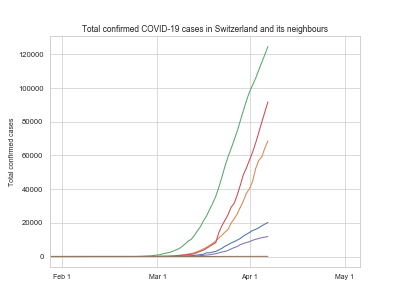 Total confirmed COVID-19 cases in Switzerland and its neighbours
120000
100000
80000
60000
40000
20000
0
Total confirmed cases
Feb 1 Mar 1 Apr 1 May 1